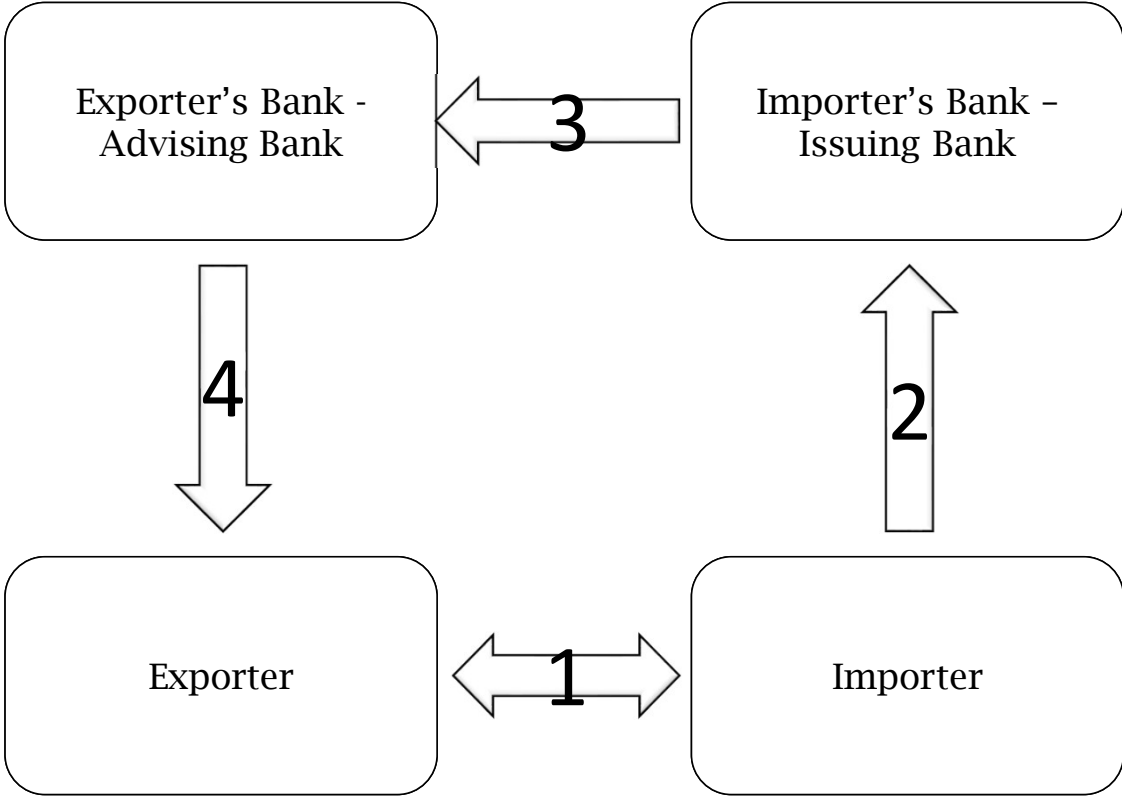 Exporter’s Bank -
Advising Bank
3
Importer’s Bank –
Issuing Bank
4
2
Exporter
1
Importer